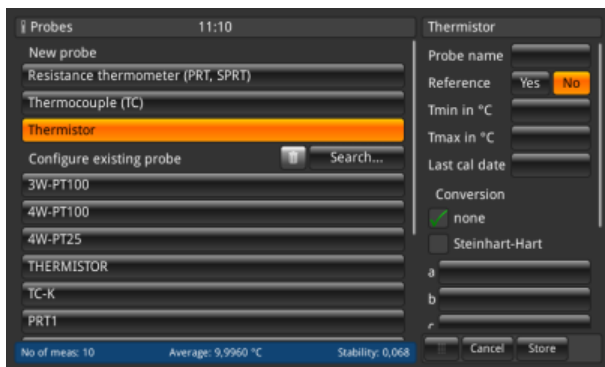 Probes 11:10
New probe
Resistance thermometer (PRT, SPRT)
Thermocouple (TC)
Thermistor
Configure existing probe Search...
3W-PT100
4W-PT100
4W-PT25
THERMISTOR
TC-K
PRT1
No of meas: 10 Average: 9,9960 °C Stability: 0,068
Thermistor
Probe name
Reference Yes No
Tmin in °C
Tmax in °C
Last cal date
Conversion
none
Steinhart-Hart
a
b
Cancel Store